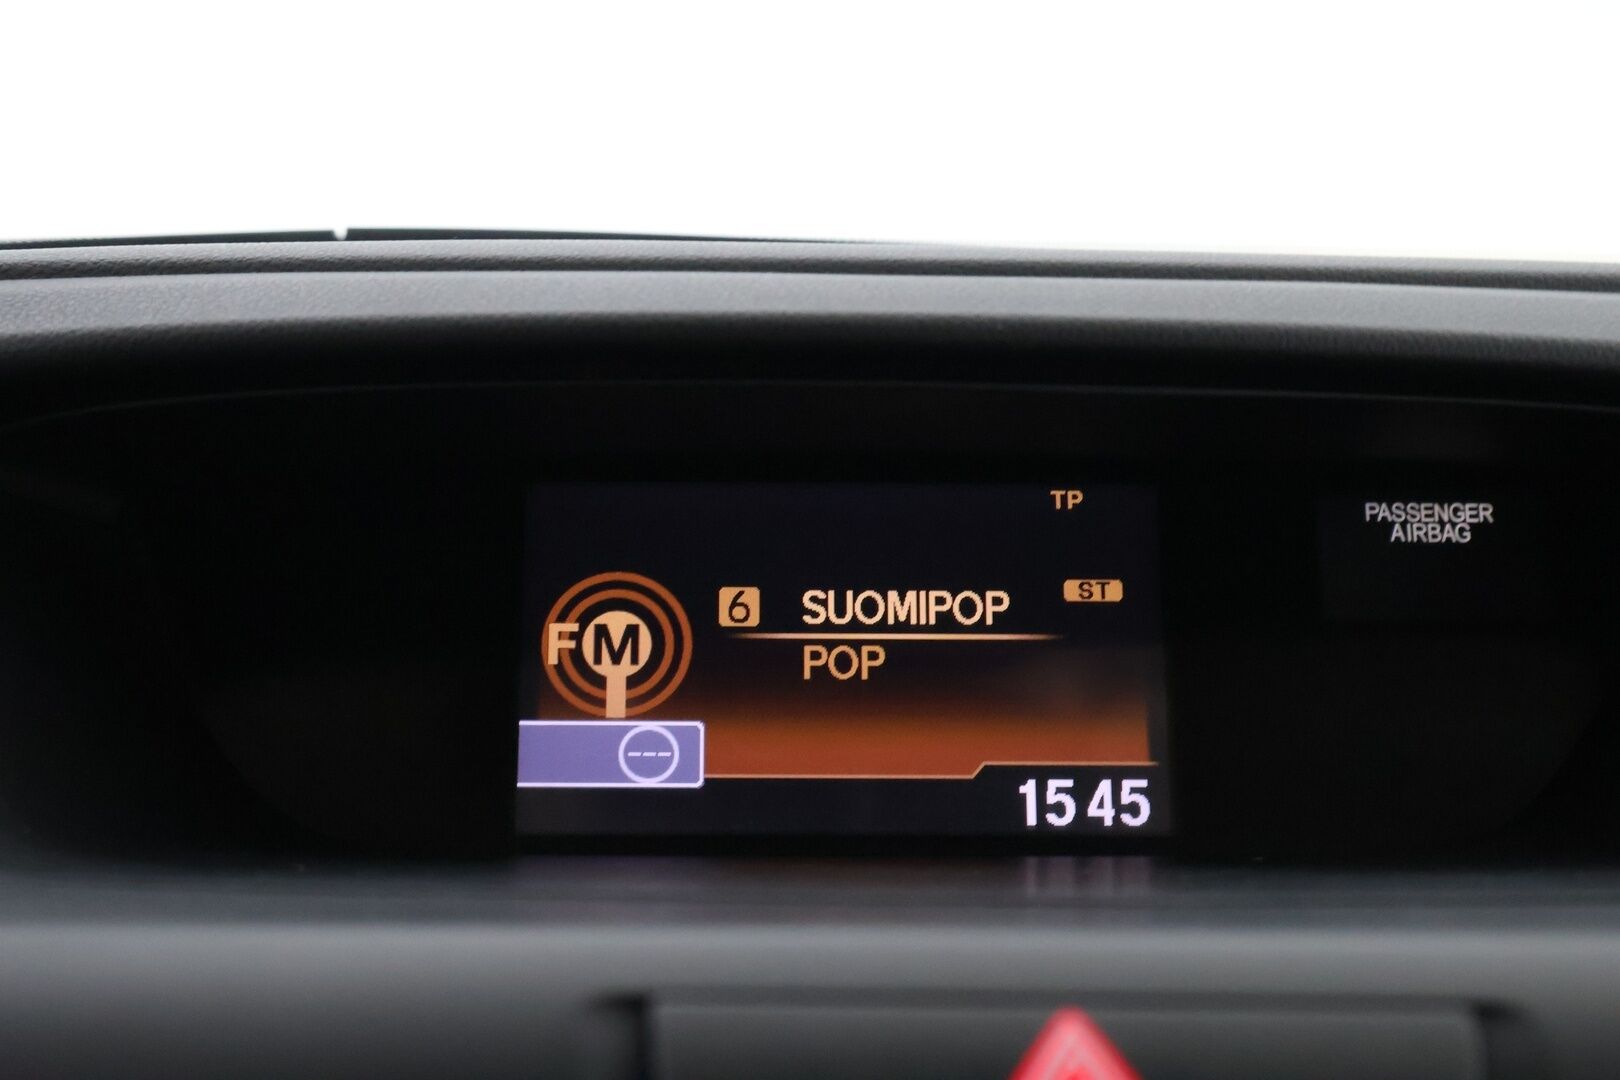 TP
PASSENGER
AIRBAG
6 SUOMIPOP ST
FM
POP
---
15 45